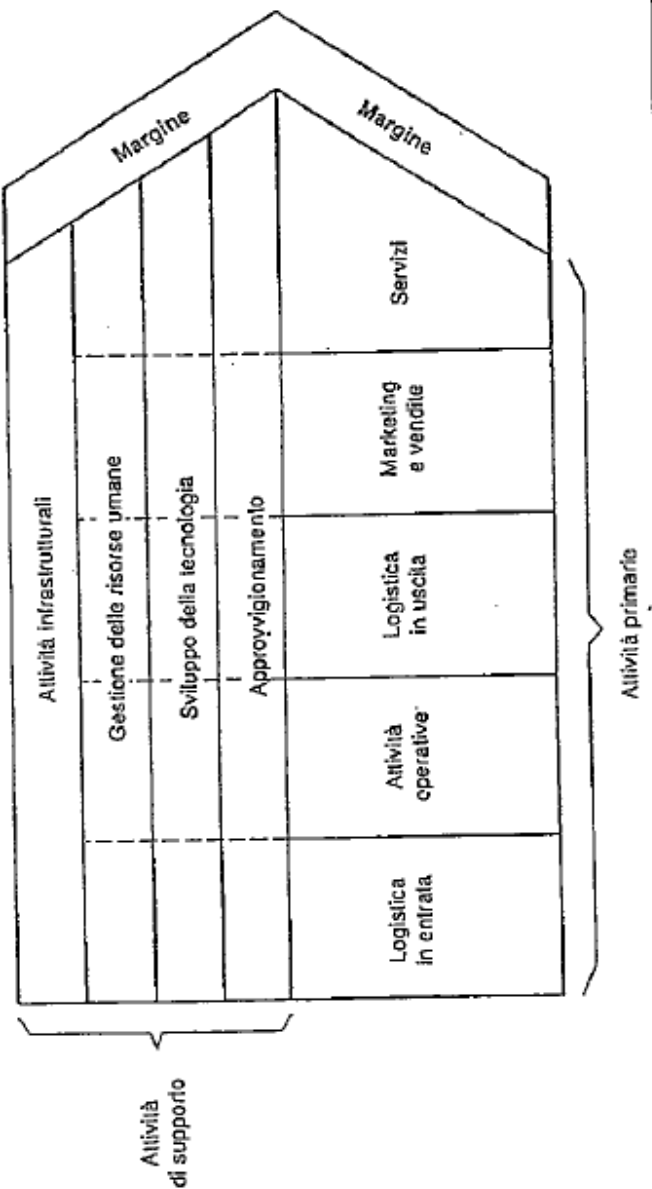 Margine
Margine
Attività infrastrutturali
Gestione delle risorse umane
Sviluppo della tecnologia
Approvvigionamento
Logistica
in entrata
Attività
operative
Logistica
in uscita
Marketing
e vendite
Servizi
Attività
di supporto
Attività primarie